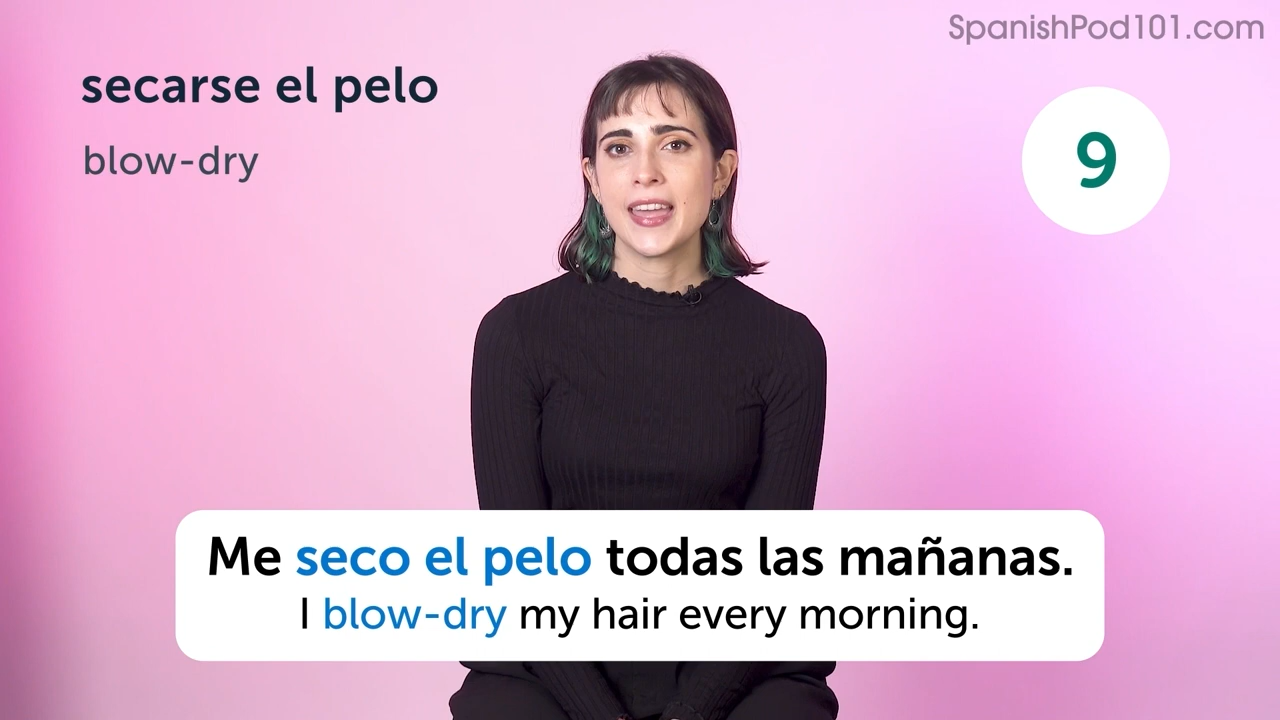 SpanishPod101.com
secarse el pelo
blow-dry
9
Me seco el pelo todas las mañanas.
I blow-dry my hair every morning.